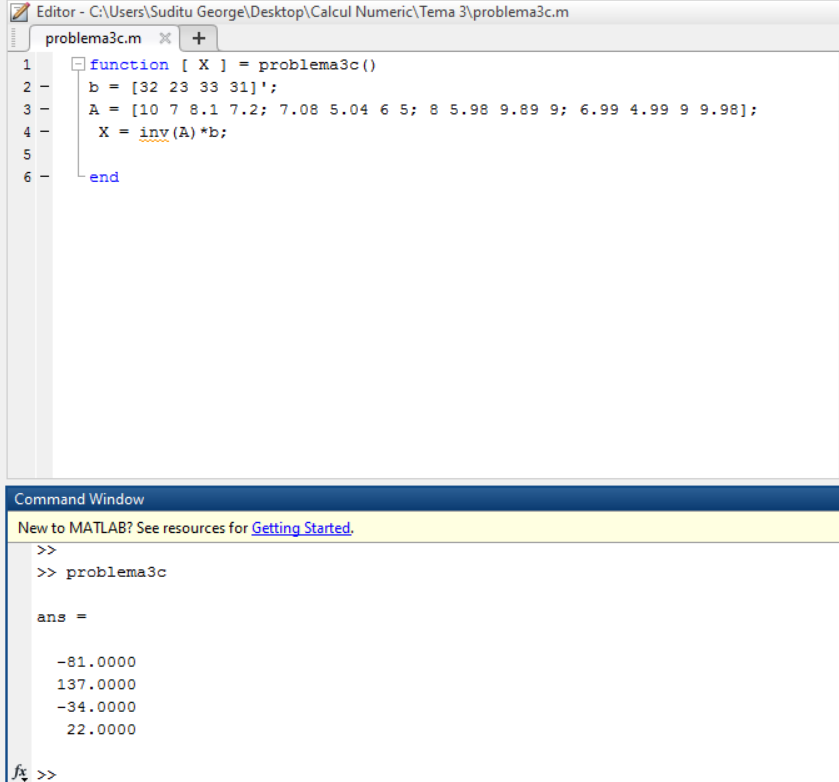 Editor - C:\Users\Suditu George\Desktop\Calcul Numeric\Tema 3\problema3c.m
problema3c.m × +
1 function [ X ] = problema3c()
2 – b = [32 23 33 31]';
3 – A = [10 7 8.1 7.2; 7.08 5.04 6 5; 8 5.98 9.89 9; 6.99 4.99 9 9.98];
4 – X = inv(A)*b;
5
6 – end
Command Window
New to MATLAB? See resources for Getting Started.
>>
>> problema3c
ans =
-81.0000
137.0000
-34.0000
22.0000
fx >>